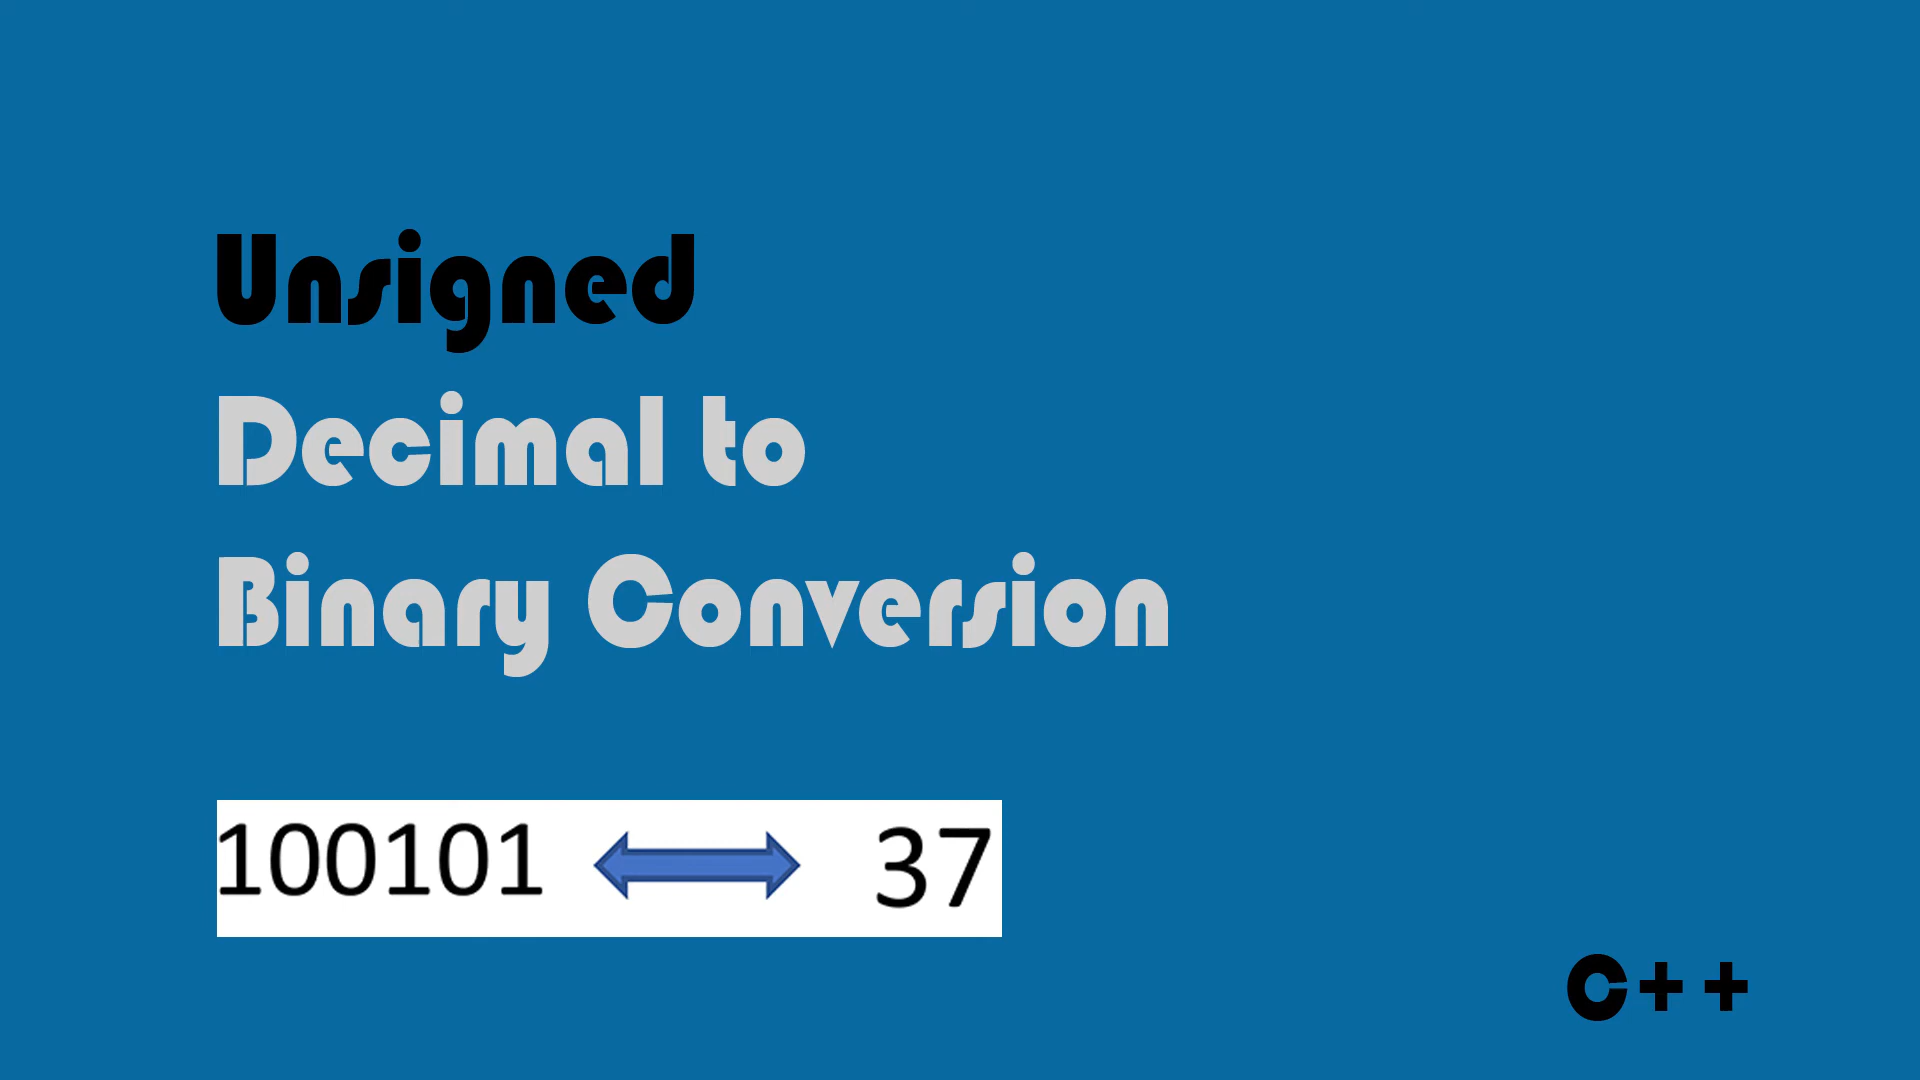 Unsigned
Decimal to
Binary Conversion
100101 37
C++